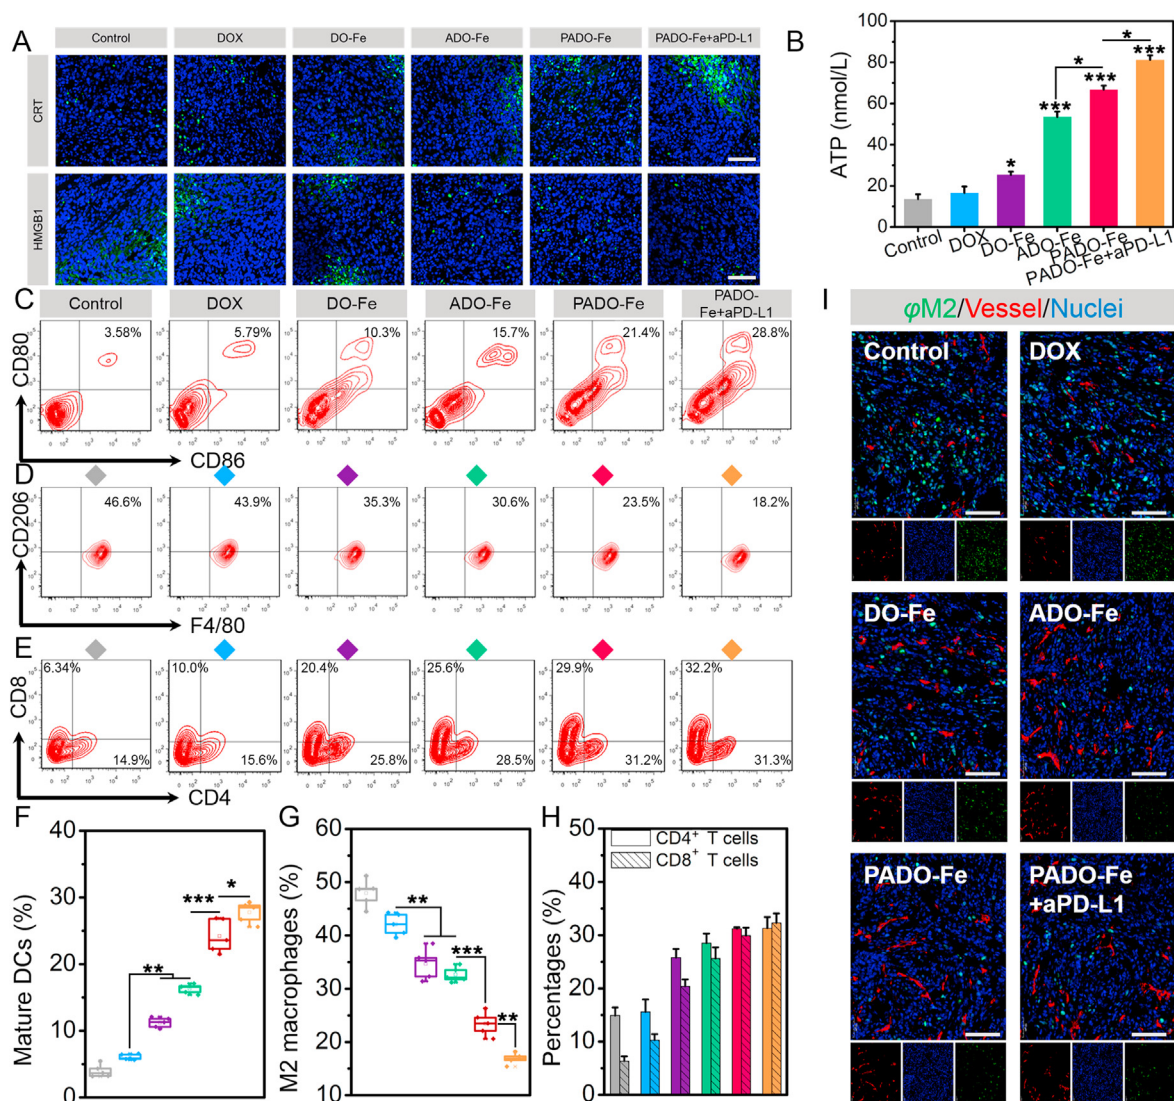 A
Control
DOX
DO-Fe
ADO-Fe
PADO-Fe
PADO-Fe+aPD-L1
CRT
HMGB1
B
ATP (nmol/L)
100
80
60
40
20
0
*
***
*
***
*
***
Control
DOX
DO-Fe
ADO-Fe
PADO-Fe
PADO-Fe+aPD-L1
C
Control
DOX
DO-Fe
ADO-Fe
PADO-Fe
PADO-
Fe+aPD-L1
CD80
3.58%
5.79%
10.3%
15.7%
21.4%
28.8%
CD86
D
CD206
46.6%
43.9%
35.3%
30.6%
23.5%
18.2%
F4/80
E
CD8
6.34%
10.0%
20.4%
25.6%
29.9%
32.2%
14.9%
15.6%
25.8%
28.5%
31.2%
31.3%
CD4
F
Mature DCs (%)
40
30
20
10
0
**
***
*
G
M2 macrophages (%)
60
50
40
30
20
10
**
***
**
H
Percentages (%)
50
40
30
20
10
0
CD4+ T cells
CD8+ T cells
I
φM2/Vessel/Nuclei
Control
DOX
DO-Fe
ADO-Fe
PADO-Fe
PADO-Fe
+aPD-L1